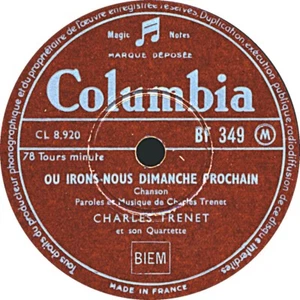 Tous droits du producteur phonographique et du propriétaire de l'œuvre enregistrée réservés. Duplication, exécution publique, radiodiffusion de ce disque interdites
Magic Notes
MARQUE DÉPOSÉE
Columbia
CL 8.920
BF 349
M
78 Tours minute
OU IRONS-NOUS DIMANCHE PROCHAIN
Chanson
Paroles et Musique de Charles Trenet
CHARLES TRENET
et son Quartette
BIEM
MADE IN FRANCE